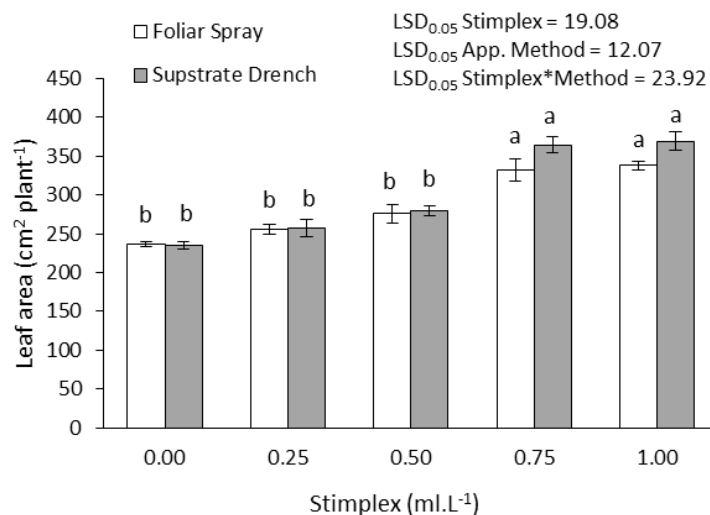 Foliar Spray
Supstrate Drench
LSD0.05 Stimplex = 19.08
LSD0.05 App. Method = 12.07
LSD0.05 Stimplex*Method = 23.92
Leaf area (cm2 plant-1)
450
400
350
300
250
200
150
100
50
0
b b b b b b a a a a
0.00 0.25 0.50 0.75 1.00
Stimplex (ml.L-1)